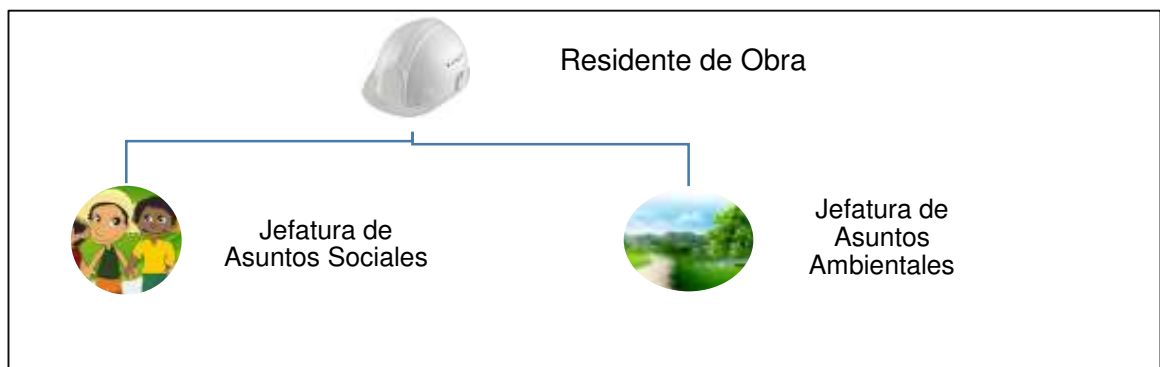 Residente de Obra
Jefatura de
Asuntos Sociales
Jefatura de
Asuntos
Ambientales